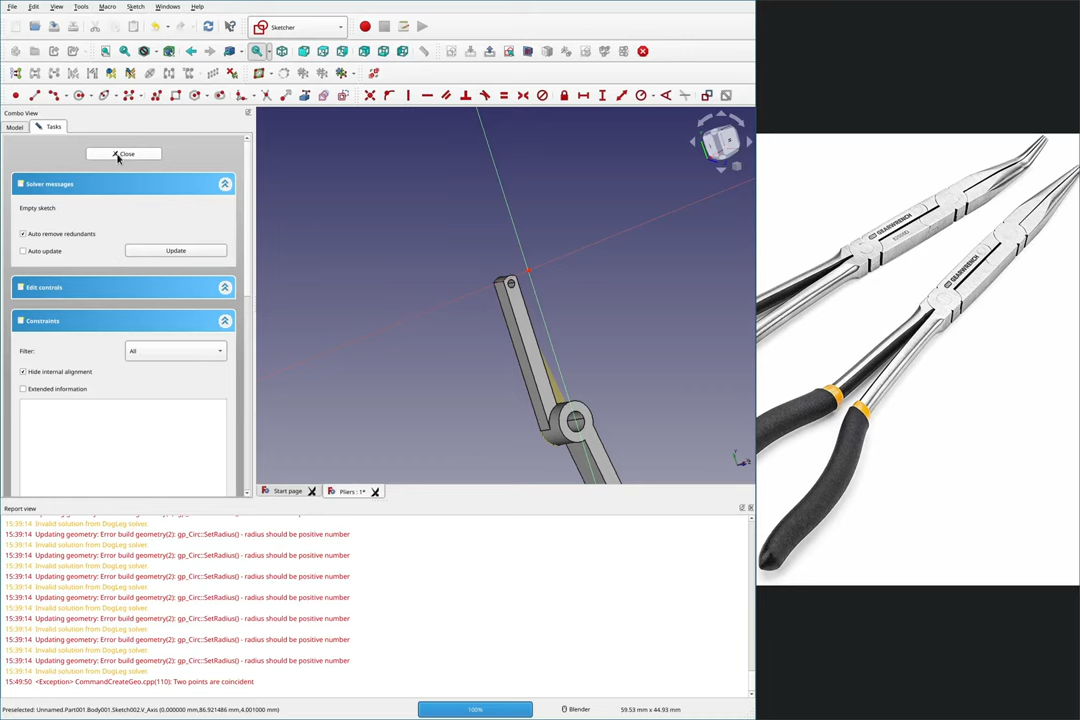 File Edit View Tools Macro Sketch Windows Help
Sketcher
Combo View
Model Tasks
Close
Solver messages
Empty sketch
Auto remove redundants
Auto update Update
Edit controls
Constraints
Filter: All
Hide internal alignment
Extended information
Start page Pliers : 1*
Report view
15:39:14 Invalid solution from DogLeg solver.
15:39:14 Updating geometry: Error build geometry(2): gp_Circ::SetRadius() - radius should be positive number
15:39:14 Invalid solution from DogLeg solver.
15:39:14 Updating geometry: Error build geometry(2): gp_Circ::SetRadius() - radius should be positive number
15:39:14 Invalid solution from DogLeg solver.
15:39:14 Updating geometry: Error build geometry(2): gp_Circ::SetRadius() - radius should be positive number
15:39:14 Invalid solution from DogLeg solver.
15:39:14 Updating geometry: Error build geometry(2): gp_Circ::SetRadius() - radius should be positive number
15:39:14 Invalid solution from DogLeg solver.
15:39:14 Updating geometry: Error build geometry(2): gp_Circ::SetRadius() - radius should be positive number
15:39:14 Invalid solution from DogLeg solver.
15:39:14 Updating geometry: Error build geometry(2): gp_Circ::SetRadius() - radius should be positive number
15:39:14 Invalid solution from DogLeg solver.
15:39:14 Updating geometry: Error build geometry(2): gp_Circ::SetRadius() - radius should be positive number
15:39:14 Invalid solution from DogLeg solver.
15:49:50 <Exception> CommandCreateGeo.cpp(110): Two points are coincident
Preselected: Unnamed.Part001.Body001.Sketch002.V_Axis (0.000000 mm,86.921486 mm,4.001000 mm) 100% Blender 59.53 mm x 44.93 mm
GEARWRENCH
GEARWRENCH